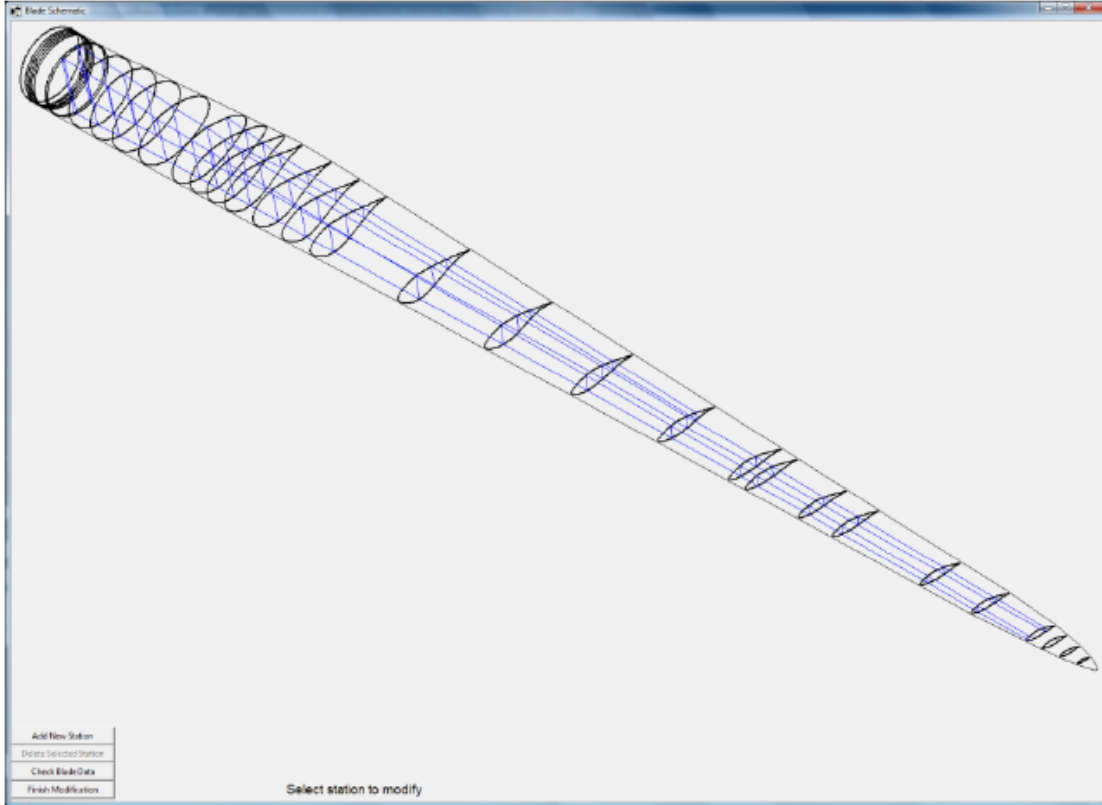 Blade Schematic
Add New Station
Delete Selected Station
Check Blade Data
Finish Modification
Select station to modify